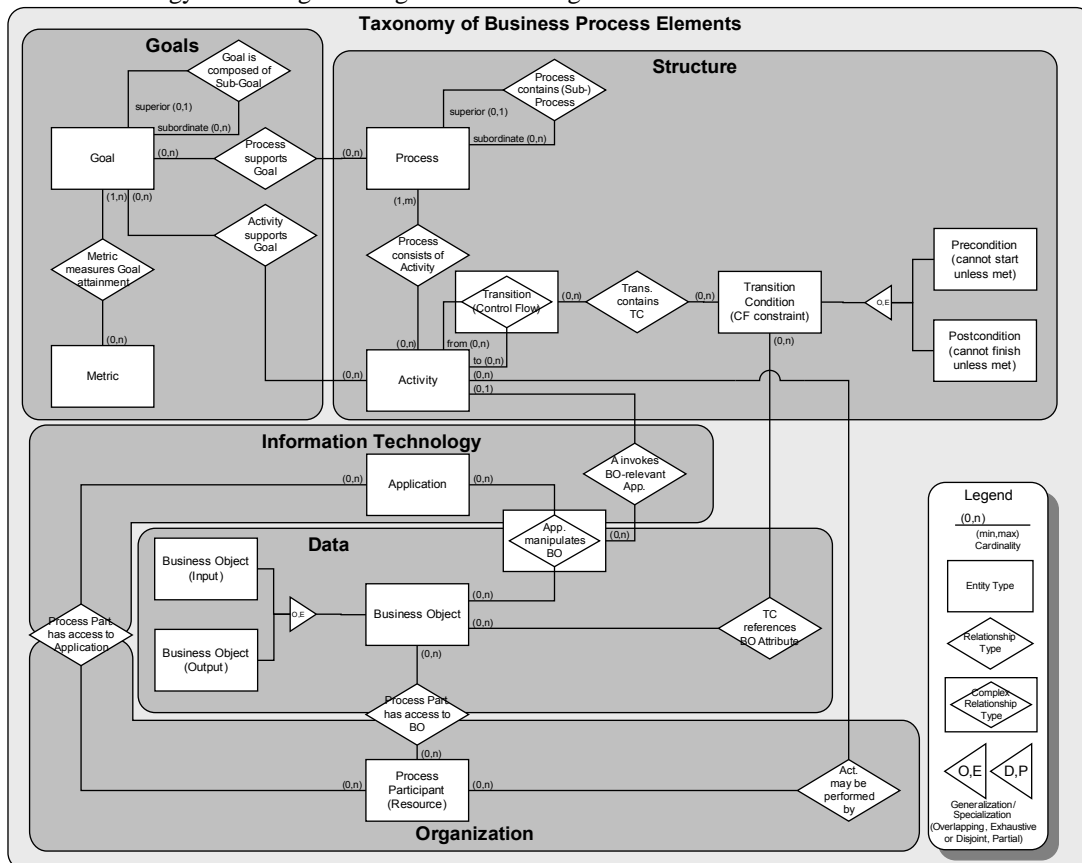 Taxonomy of Business Process Elements
Goals
Goal is
composed of
Sub-Goal
superior (0,1)
subordinate (0,n)
Goal
(0,n)
Process
supports
Goal
(0,n)
(1,n)
(0,n)
Activity
supports
Goal
Metric
measures Goal
attainment
(0,n)
Metric
(0,n)
Structure
Process
contains (Sub-)
Process
superior (0,1)
subordinate (0,n)
Process
(1,m)
Process
consists of
Activity
(0,n)
Transition
(Control Flow)
from (0,n)
to (0,n)
(0,n)
Trans.
contains
TC
(0,n)
Transition
Condition
(CF constraint)
(0,n)
O,E
Precondition
(cannot start
unless met)
Postcondition
(cannot finish
unless met)
Activity
(0,n)
(0,1)
Information Technology
(0,n)
Application
(0,n)
A invokes
BO-relevant
App.
(0,n)
App.
manipulates
BO
Data
Business Object
(Input)
Business Object
(Output)
O,E
Business Object
(0,n)
(0,n)
(0,n)
TC
references
BO Attribute
Process Part.
has access to
Application
Process Part.
has access to
BO
(0,n)
(0,n)
Process
Participant
(Resource)
(0,n)
Act.
may be
performed
by
Organization
Legend
(0,n)
(min,max)
Cardinality
Entity Type
Relationship
Type
Complex
Relationship
Type
O,E
D,P
Generalization/
Specialization
(Overlapping, Exhaustive
or Disjoint, Partial)